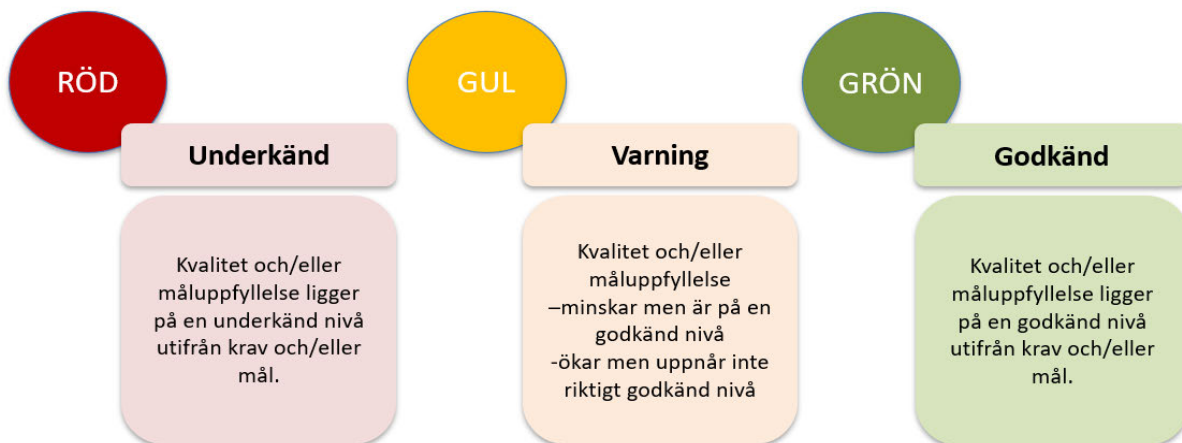 RÖD
Underkänd
Kvalitet och/eller
måluppfyllelse ligger
på en underkänd nivå
utifrån krav och/eller
mål.
GUL
Varning
Kvalitet och/eller
måluppfyllelse
–minskar men är på en
godkänd nivå
-ökar men uppnår inte
riktigt godkänd nivå
GRÖN
Godkänd
Kvalitet och/eller
måluppfyllelse ligger
på en godkänd nivå
utifrån krav och/eller
mål.